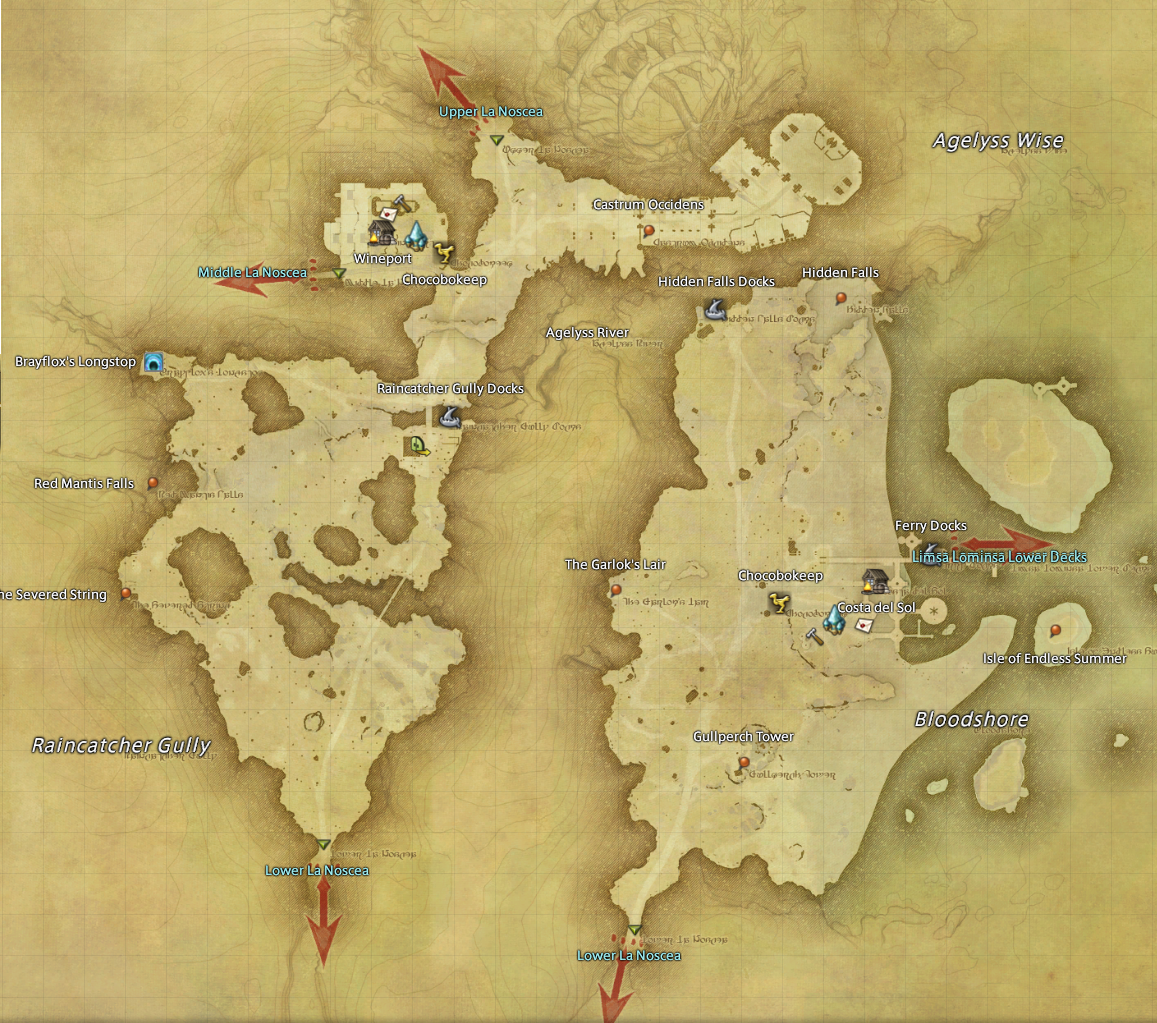 Upper La Noscea
Agelyss Wise
Castrum Occidens
Wineport
Middle La Noscea
Chocobokeep
Hidden Falls Docks
Hidden Falls
Agelyss River
Brayflox's Longstop
Raincatcher Gully Docks
Red Mantis Falls
Ferry Docks
Limsa Lominsa Lower Decks
The Garlok's Lair
Chocobokeep
he Severed String
Costa del Sol
Isle of Endless Summer
Bloodshore
Gullperch Tower
Raincatcher Gully
Lower La Noscea
Lower La Noscea